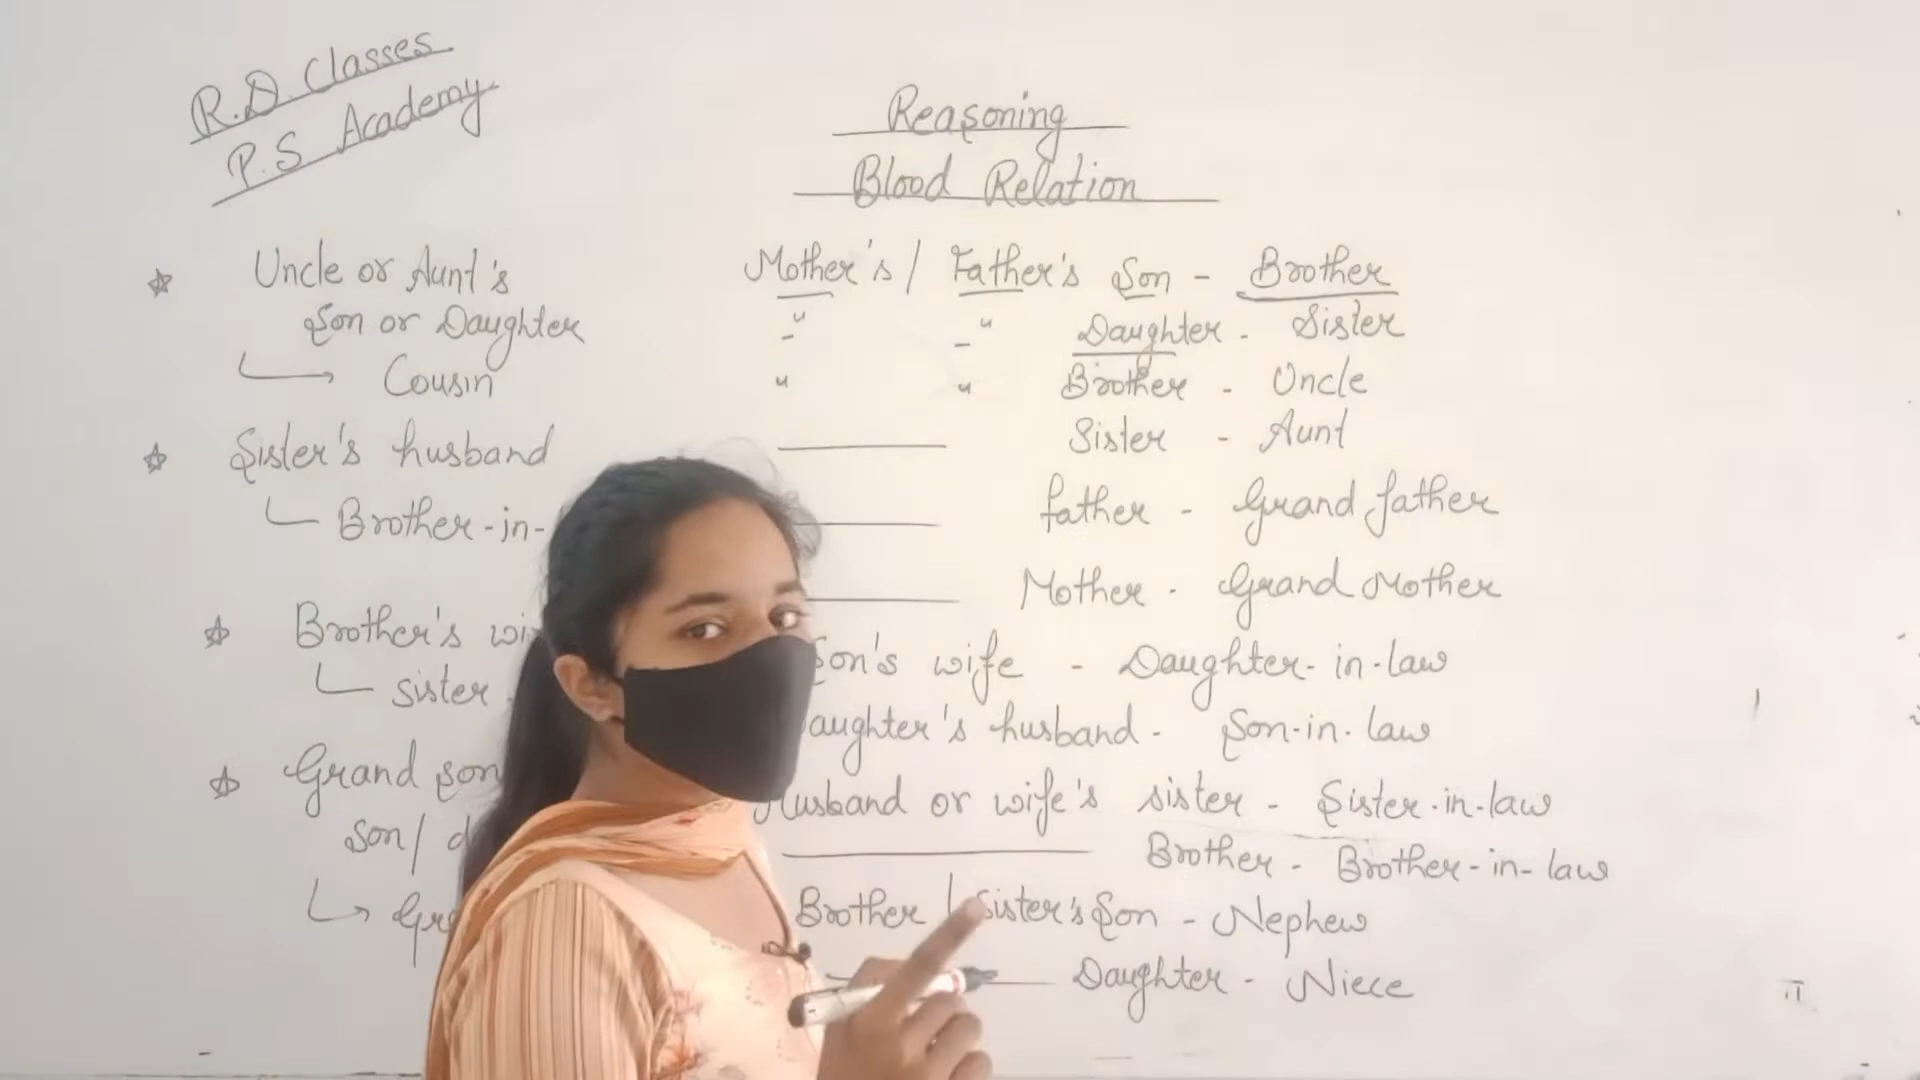 R.D. Classes
P.S Academy
Reasoning
Blood Relation
☆ Uncle or Aunt's
Son or Daughter
↳ Cousin
☆ Sister's husband
↳ Brother-in-
☆ Brother's
↳ sister
☆ Grand son
son/
↳
Mother's / Father's Son - Brother
" " Daughter - Sister
" " Brother - Uncle
Sister - Aunt
father - Grand father
Mother - Grand Mother
Son's wife - Daughter-in-law
aughter's husband - Son-in-law
Husband or wife's sister - Sister-in-law
Brother - Brother-in-law
Brother | Sister's Son - Nephew
Daughter - Niece